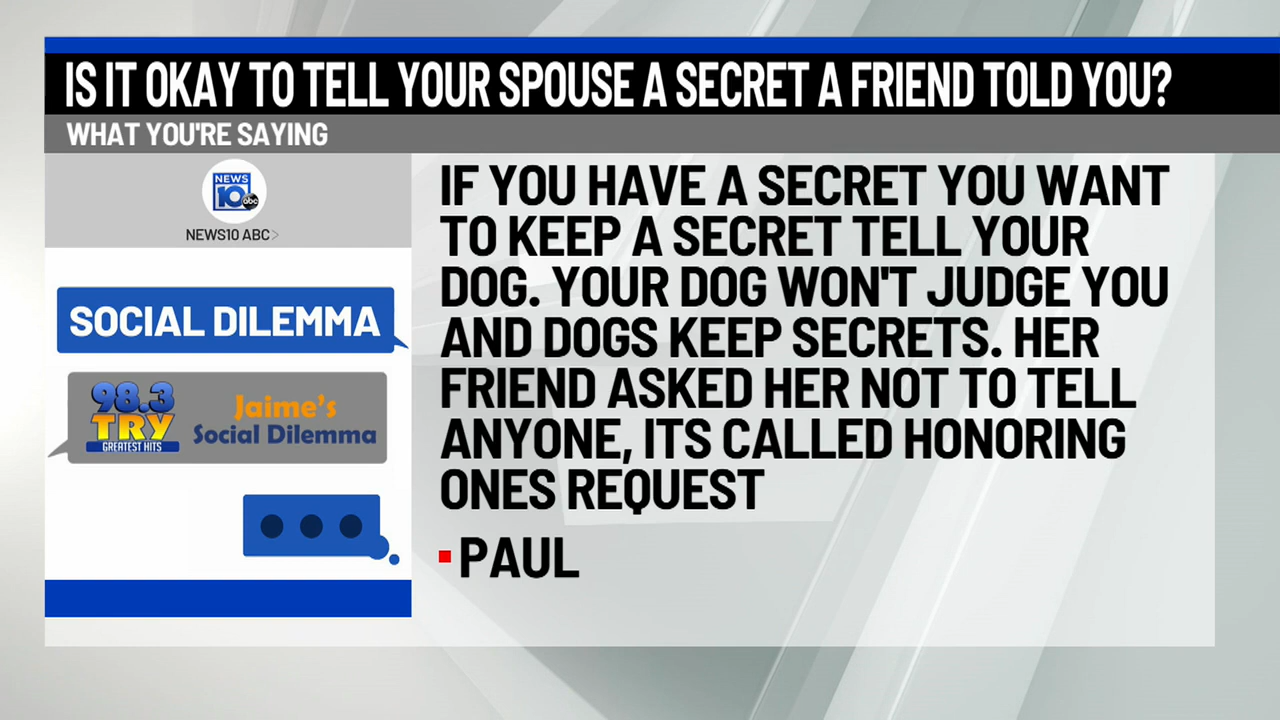 IS IT OKAY TO TELL YOUR SPOUSE A SECRET A FRIEND TOLD YOU?
WHAT YOU'RE SAYING
NEWS
10
abc
NEWS10 ABC>
SOCIAL DILEMMA
98.3
TRY
GREATEST HITS
Jaime's
Social Dilemma
IF YOU HAVE A SECRET YOU WANT
TO KEEP A SECRET TELL YOUR
DOG. YOUR DOG WON'T JUDGE YOU
AND DOGS KEEP SECRETS. HER
FRIEND ASKED HER NOT TO TELL
ANYONE, ITS CALLED HONORING
ONES REQUEST
PAUL